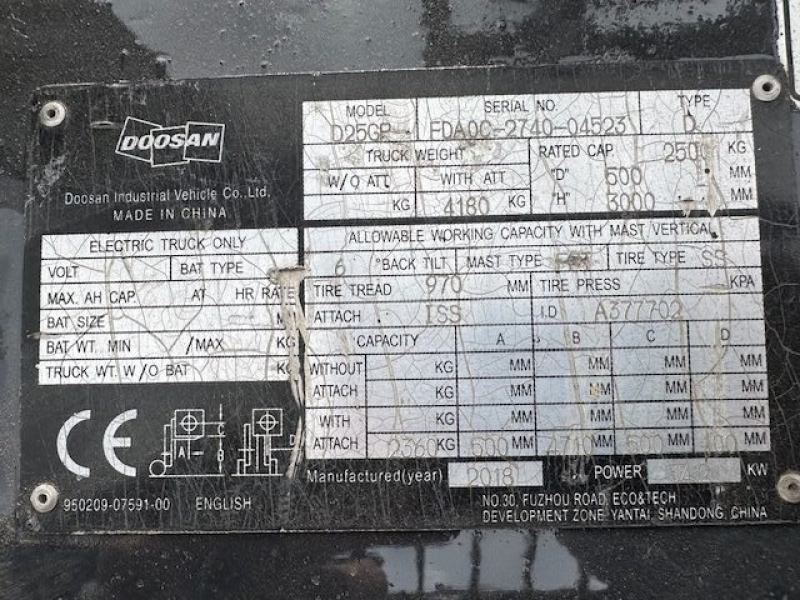 DOOSAN
Doosan Industrial Vehicle Co., Ltd.
MADE IN CHINA
MODEL SERIAL NO. TYPE
D25GP FDA0C-2740-04523 D
TRUCK WEIGHT RATED CAP. 2500 KG
W/O ATT WITH ATT "D" 500 MM
KG 4180 KG "H" 3000 MM
ELECTRIC TRUCK ONLY
VOLT BAT TYPE
MAX. AH CAP. AT HR RATE
BAT SIZE
BAT WT. MIN /MAX KG
TRUCK WT. W/O BAT KG
ALLOWABLE WORKING CAPACITY WITH MAST VERTICAL
6 °BACK TILT MAST TYPE TIRE TYPE SS
TIRE TREAD 970 MM TIRE PRESS KPA
ATTACH ISS I.D A377702
CAPACITY A B C D
WITHOUT KG MM MM MM MM
ATTACH KG MM MM MM MM
WITH KG MM MM MM MM
ATTACH 2360 KG 500 MM 4710 MM 500 MM 100 MM
CE
A B C D
950209-07591-00 ENGLISH
Manufactured(year) 2018 POWER KW
NO.30, FUZHOU ROAD, ECO&TECH
DEVELOPMENT ZONE, YANTAI, SHANDONG, CHINA